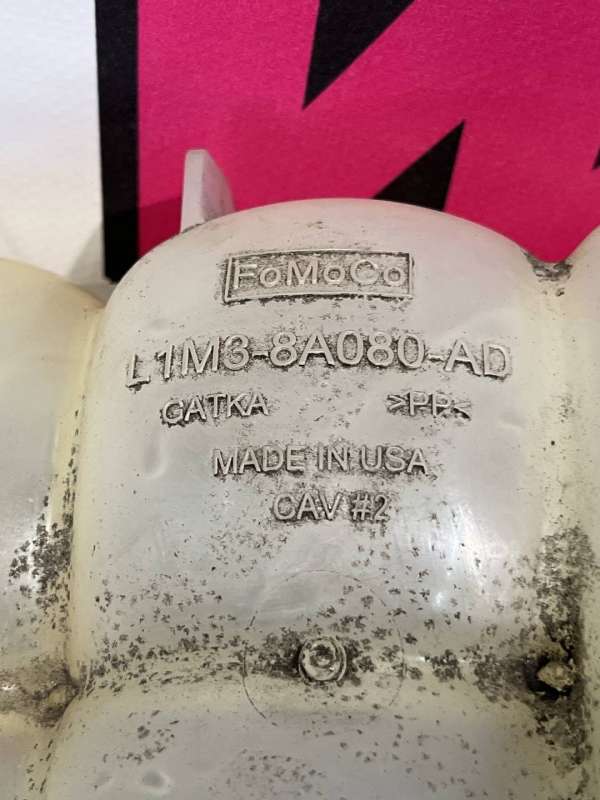 FoMoCo
L1M3-8A080-AD
CATKA >PP<
MADE IN USA
CAV #2